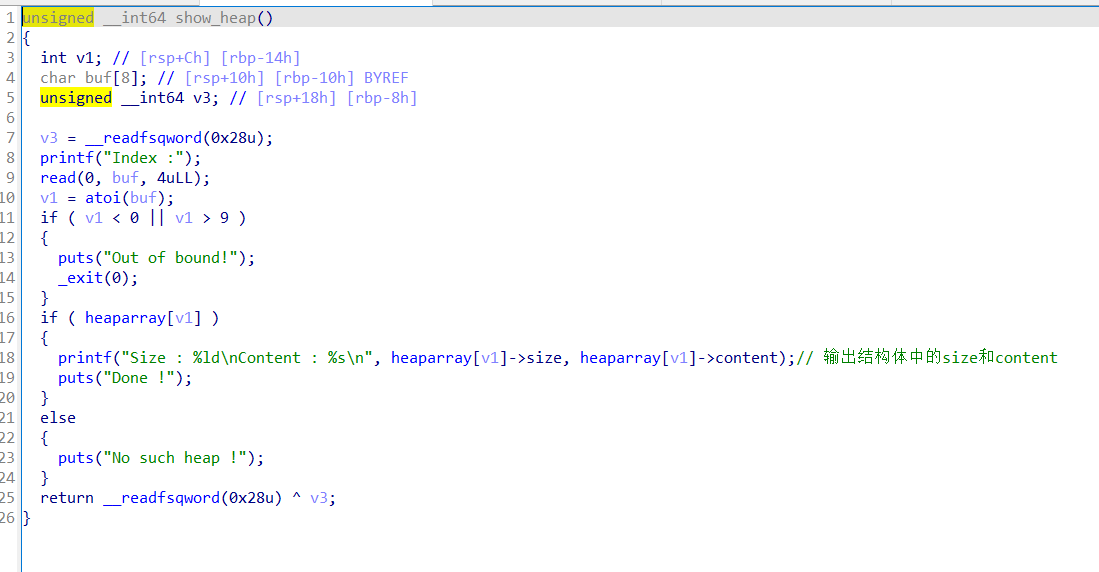 1 unsigned __int64 show_heap()
2 {
3   int v1; // [rsp+Ch] [rbp-14h]
4   char buf[8]; // [rsp+10h] [rbp-10h] BYREF
5   unsigned __int64 v3; // [rsp+18h] [rbp-8h]
6
7   v3 = __readfsqword(0x28u);
8   printf("Index :");
9   read(0, buf, 4uLL);
10   v1 = atoi(buf);
11   if ( v1 < 0 || v1 > 9 )
12   {
13     puts("Out of bound!");
14     _exit(0);
15   }
16   if ( heaparray[v1] )
17   {
18     printf("Size : %ld\nContent : %s\n", heaparray[v1]->size, heaparray[v1]->content);// 输出结构体中的size和content
19     puts("Done !");
20   }
21   else
22   {
23     puts("No such heap !");
24   }
25   return __readfsqword(0x28u) ^ v3;
26 }